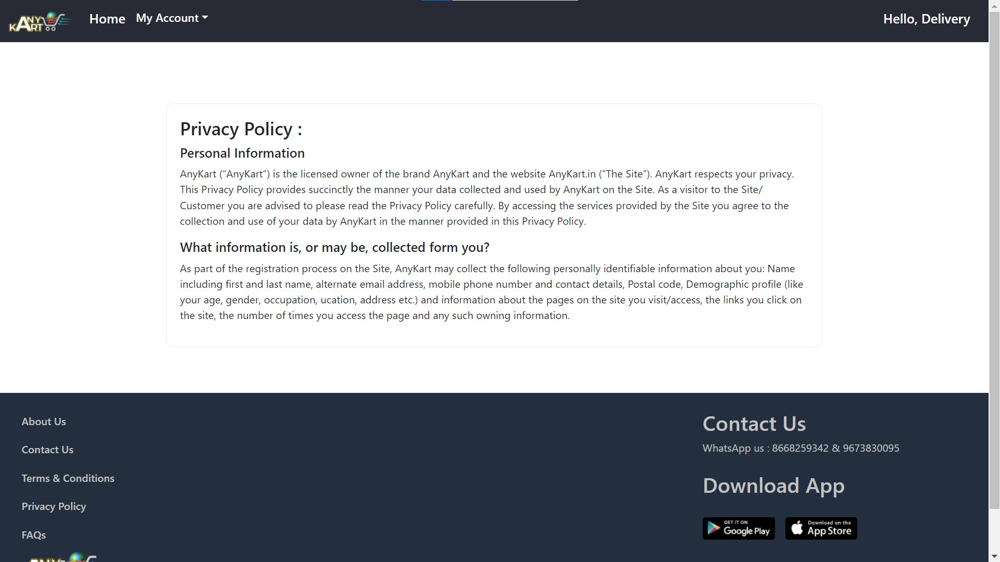 ANY KART
Home My Account Hello, Delivery
Privacy Policy :
Personal Information
AnyKart (“AnyKart“) is the licensed owner of the brand AnyKart and the website AnyKart.in (”The Site“). AnyKart respects your privacy.
This Privacy Policy provides succinctly the manner your data collected and used by AnyKart on the Site. As a visitor to the Site/
Customer you are advised to please read the Privacy Policy carefully. By accessing the services provided by the Site you agree to the
collection and use of your data by AnyKart in the manner provided in this Privacy Policy.
What information is, or may be, collected form you?
As part of the registration process on the Site, AnyKart may collect the following personally identifiable information about you: Name
including first and last name, alternate email address, mobile phone number and contact details, Postal code, Demographic profile (like
your age, gender, occupation, ucation, address etc.) and information about the pages on the site you visit/access, the links you click on
the site, the number of times you access the page and any such owning information.
About Us
Contact Us
Terms & Conditions
Privacy Policy
FAQs
ANY
Contact Us
WhatsApp us : 8668259342 & 9673830095
Download App
GET IT ON
Google Play
Download on the
App Store